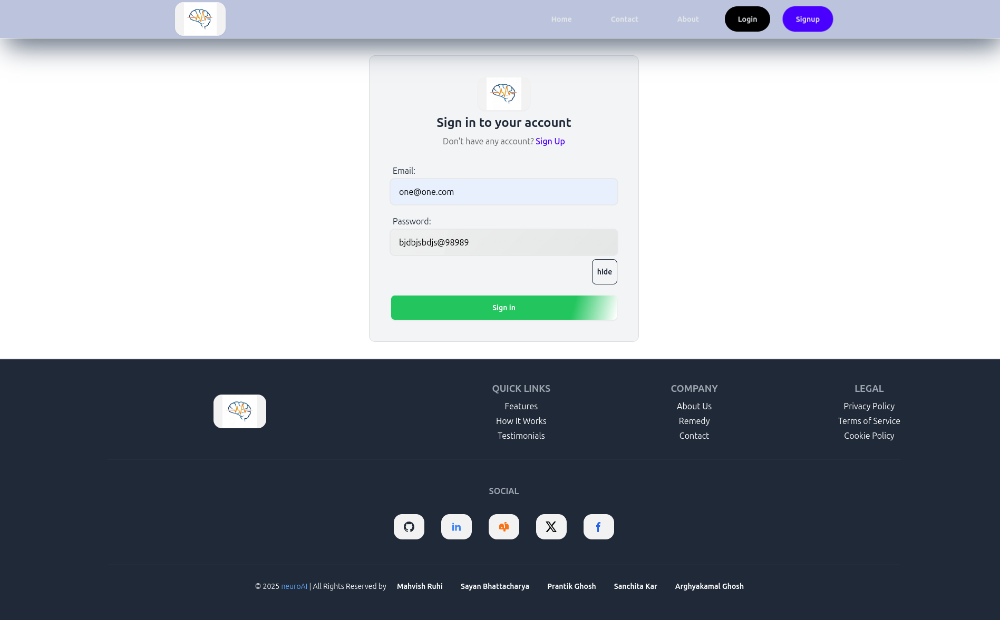 Home Contact About Login Signup
Sign in to your account
Don't have any account? Sign Up
Email:
one@one.com
Password:
bjdbjsbdjs@98989
hide
Sign in
QUICK LINKS
Features
How It Works
Testimonials
COMPANY
About Us
Remedy
Contact
LEGAL
Privacy Policy
Terms of Service
Cookie Policy
SOCIAL
© 2025 neuroAI | All Rights Reserved by Mahvish Ruhi Sayan Bhattacharya Prantik Ghosh Sanchita Kar Arghyakamal Ghosh